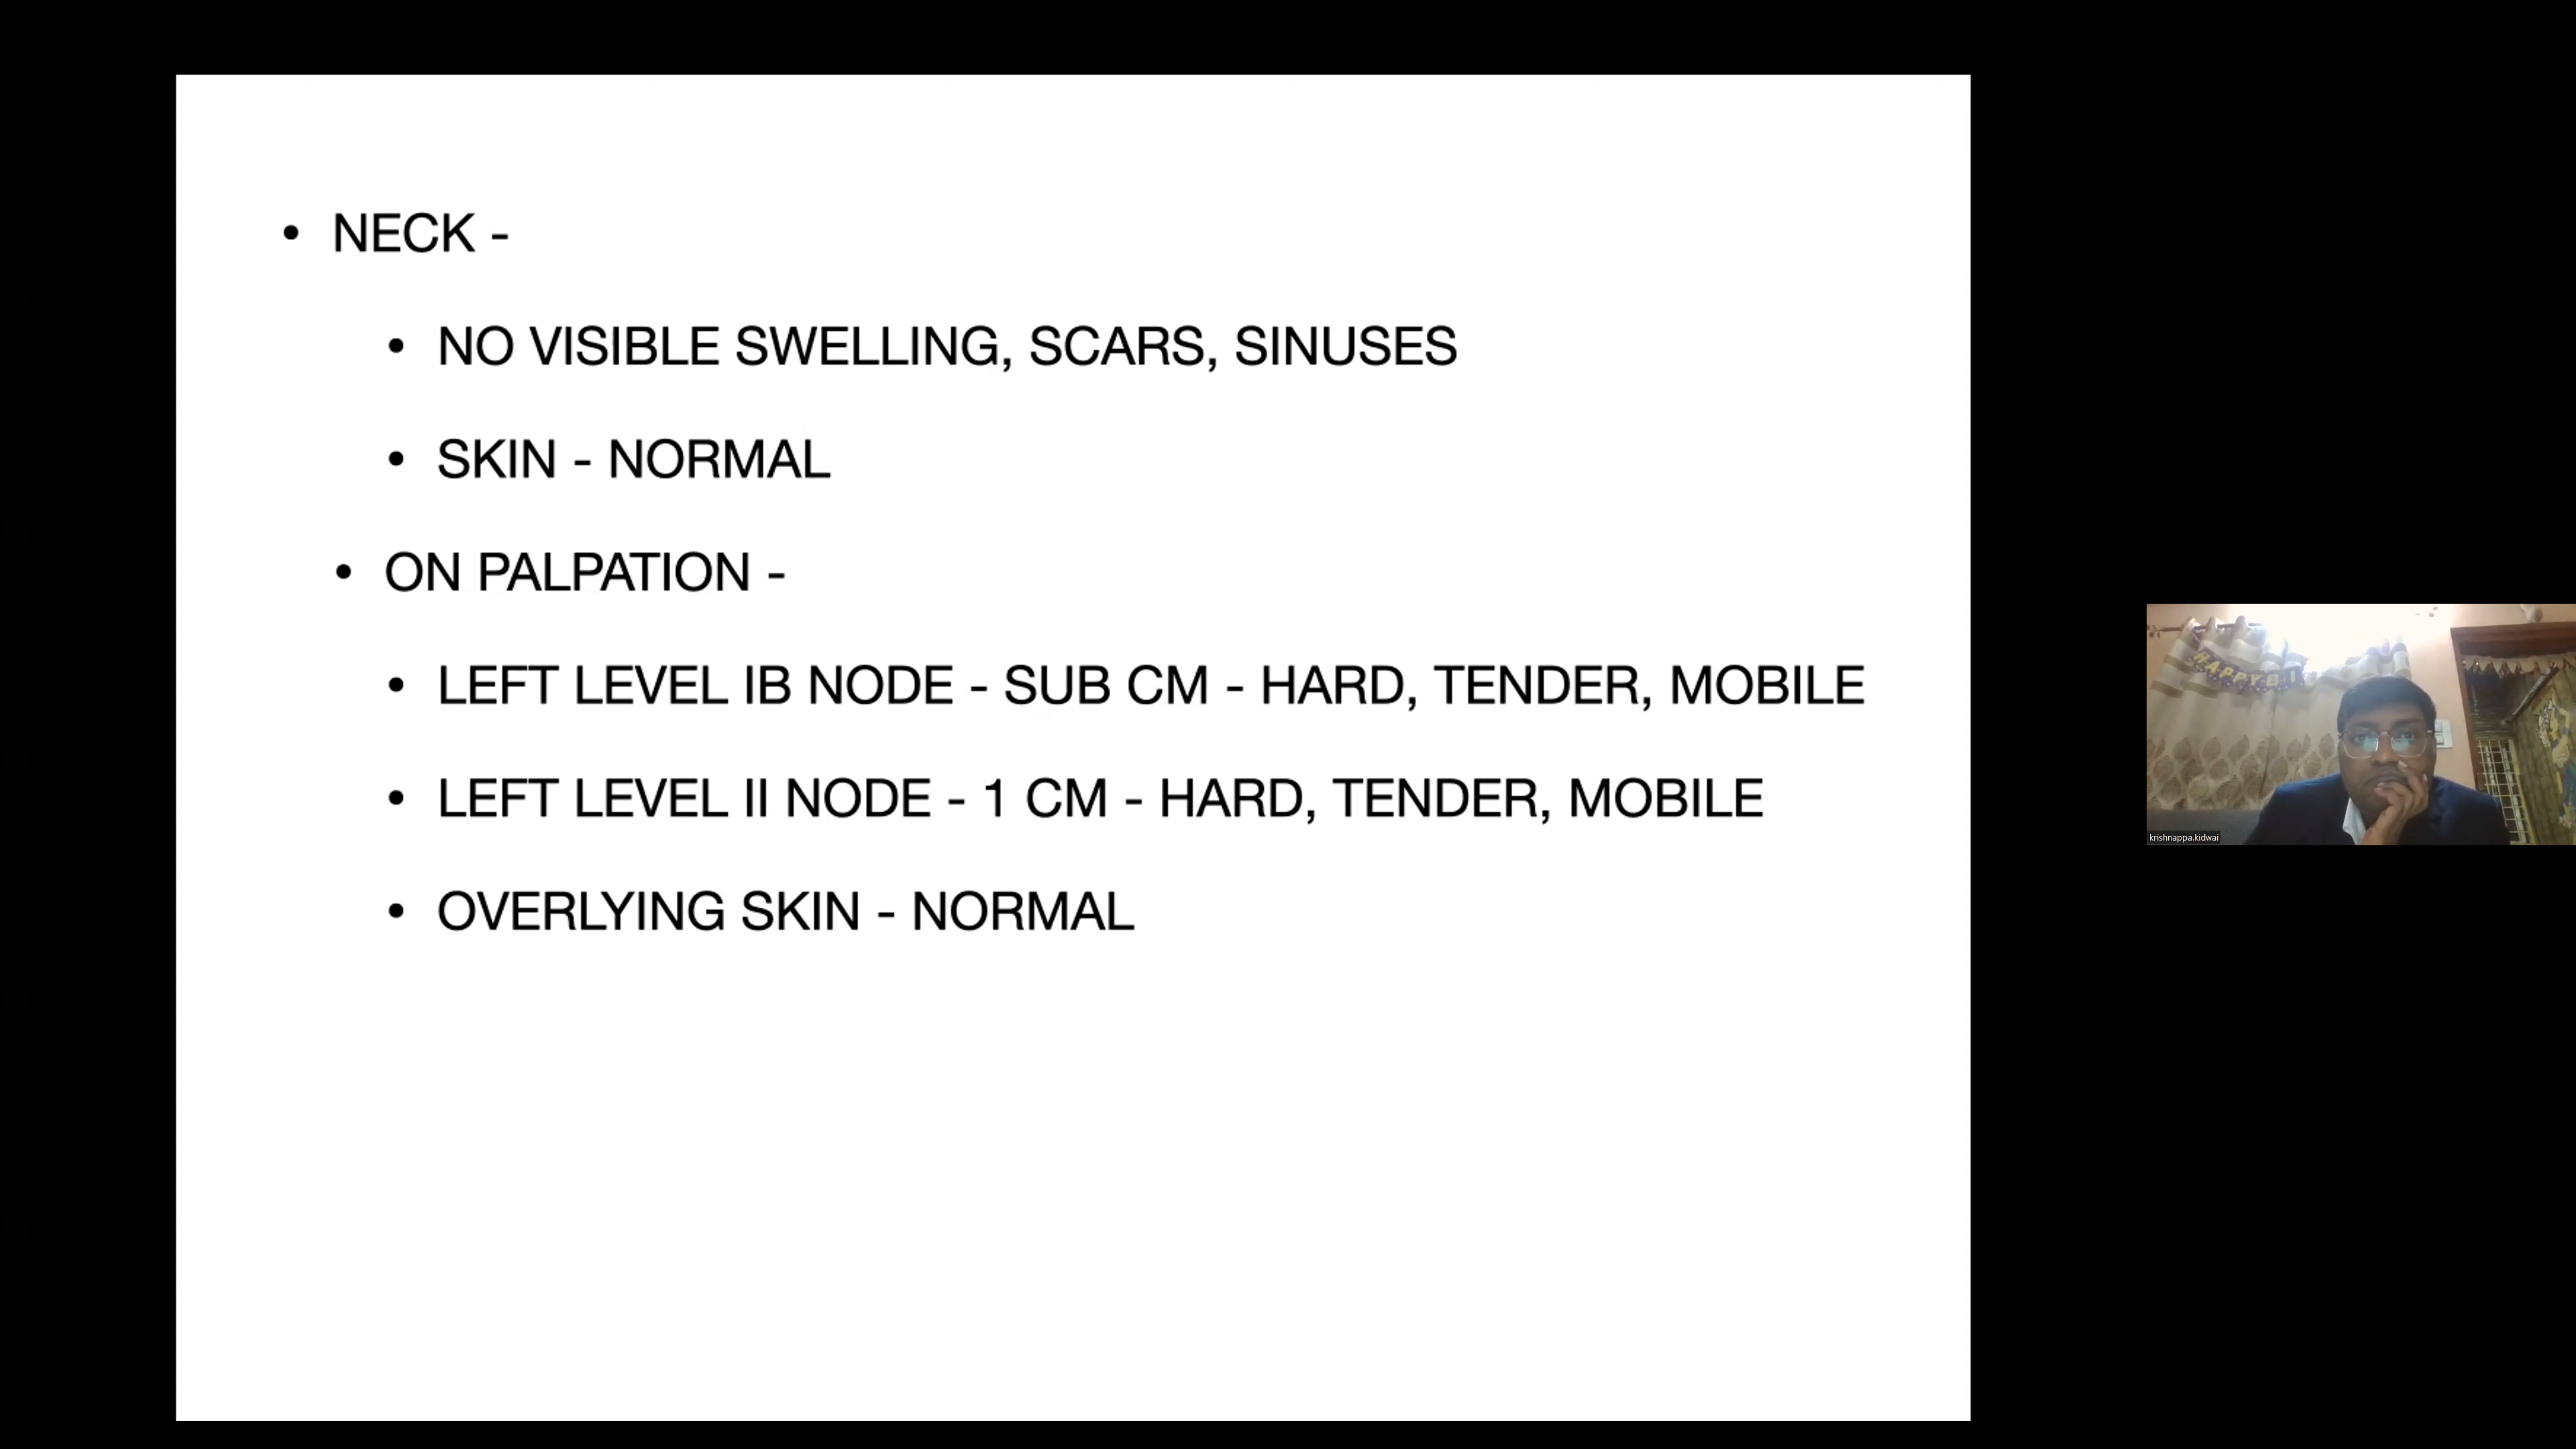 • NECK -
• NO VISIBLE SWELLING, SCARS, SINUSES
• SKIN - NORMAL
• ON PALPATION -
• LEFT LEVEL IB NODE - SUB CM - HARD, TENDER, MOBILE
• LEFT LEVEL II NODE - 1 CM - HARD, TENDER, MOBILE
• OVERLYING SKIN - NORMAL
HAPPY B
krishnappa.kidwai